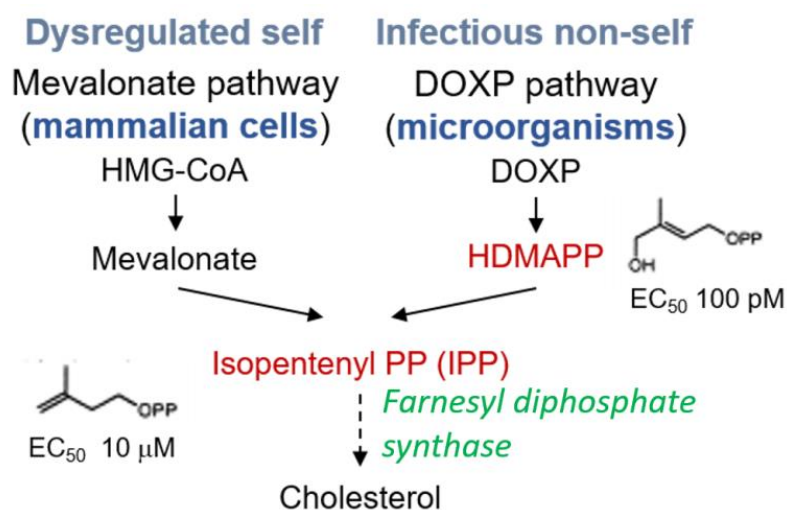 Dysregulated self
Infectious non-self
Mevalonate pathway
(mammalian cells)
DOXP pathway
(microorganisms)
HMG-CoA
DOXP
Mevalonate
HDMAPP
OPP
OH
EC₅₀ 100 pM
Isopentenyl PP (IPP)
OPP
EC₅₀ 10 μM
Farnesyl diphosphate
synthase
Cholesterol